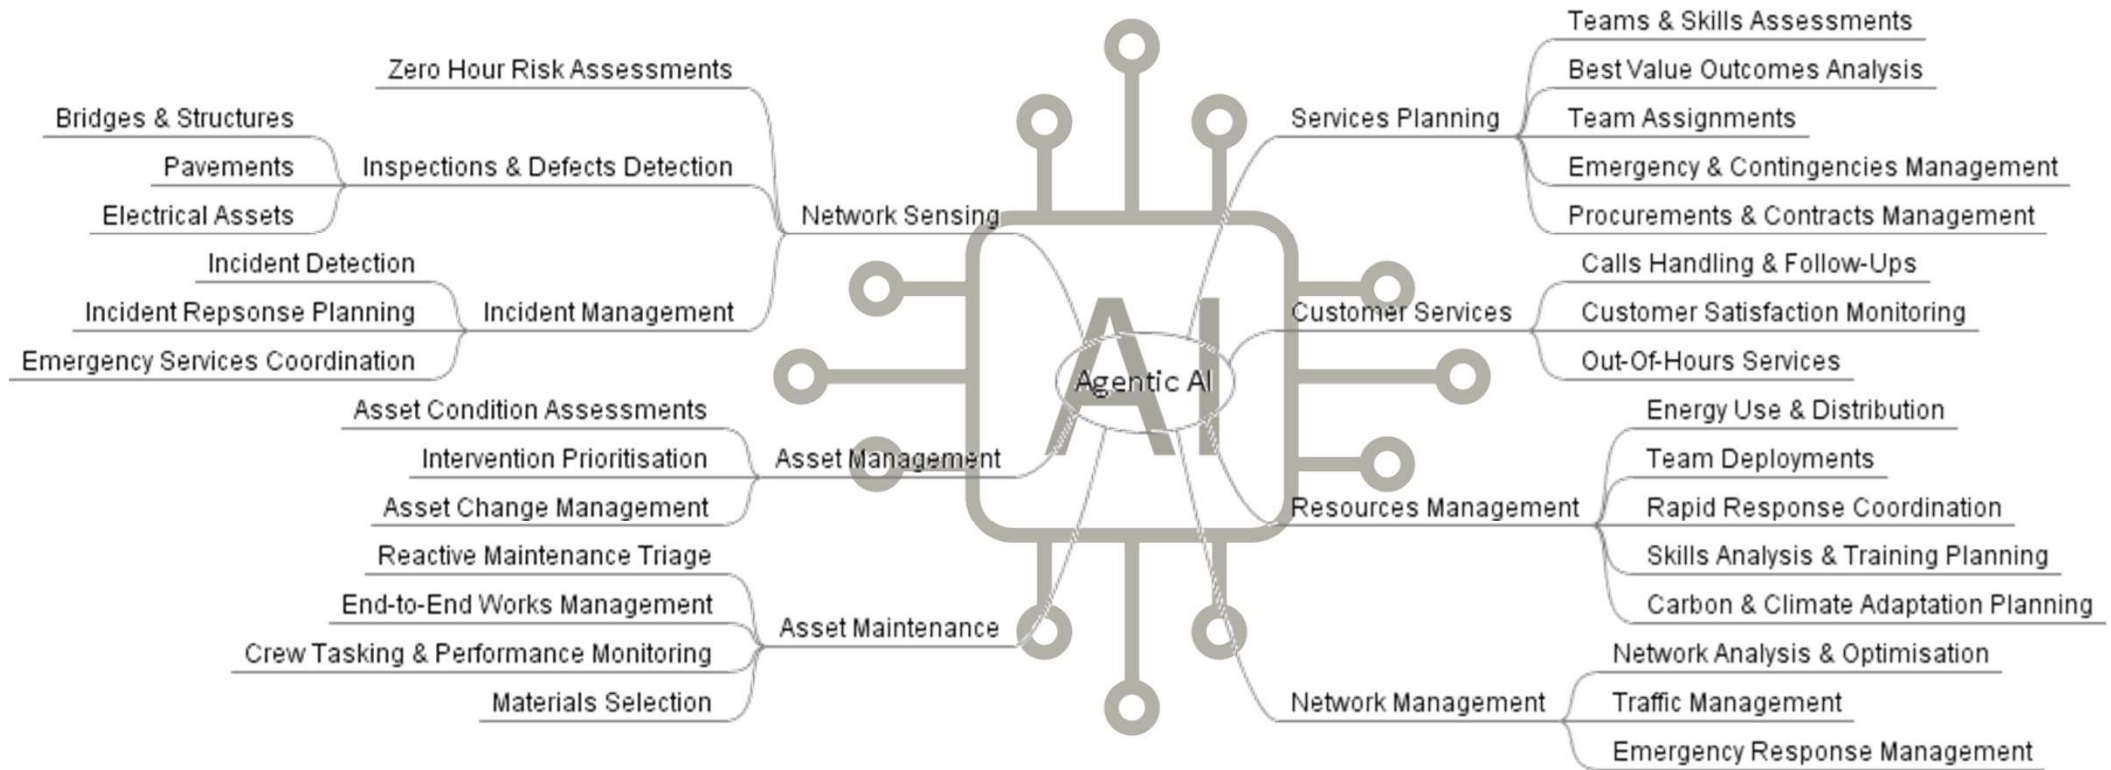 Zero Hour Risk Assessments
Bridges & Structures
Pavements
Electrical Assets
Inspections & Defects Detection
Network Sensing
Incident Detection
Incident Repsonse Planning
Emergency Services Coordination
Incident Management
Asset Condition Assessments
Intervention Prioritisation
Asset Change Management
Asset Management
Reactive Maintenance Triage
End-to-End Works Management
Crew Tasking & Performance Monitoring
Materials Selection
Asset Maintenance
AI
Agentic AI
Services Planning
Teams & Skills Assessments
Best Value Outcomes Analysis
Team Assignments
Emergency & Contingencies Management
Procurements & Contracts Management
Customer Services
Calls Handling & Follow-Ups
Customer Satisfaction Monitoring
Out-Of-Hours Services
Resources Management
Energy Use & Distribution
Team Deployments
Rapid Response Coordination
Skills Analysis & Training Planning
Carbon & Climate Adaptation Planning
Network Management
Network Analysis & Optimisation
Traffic Management
Emergency Response Management